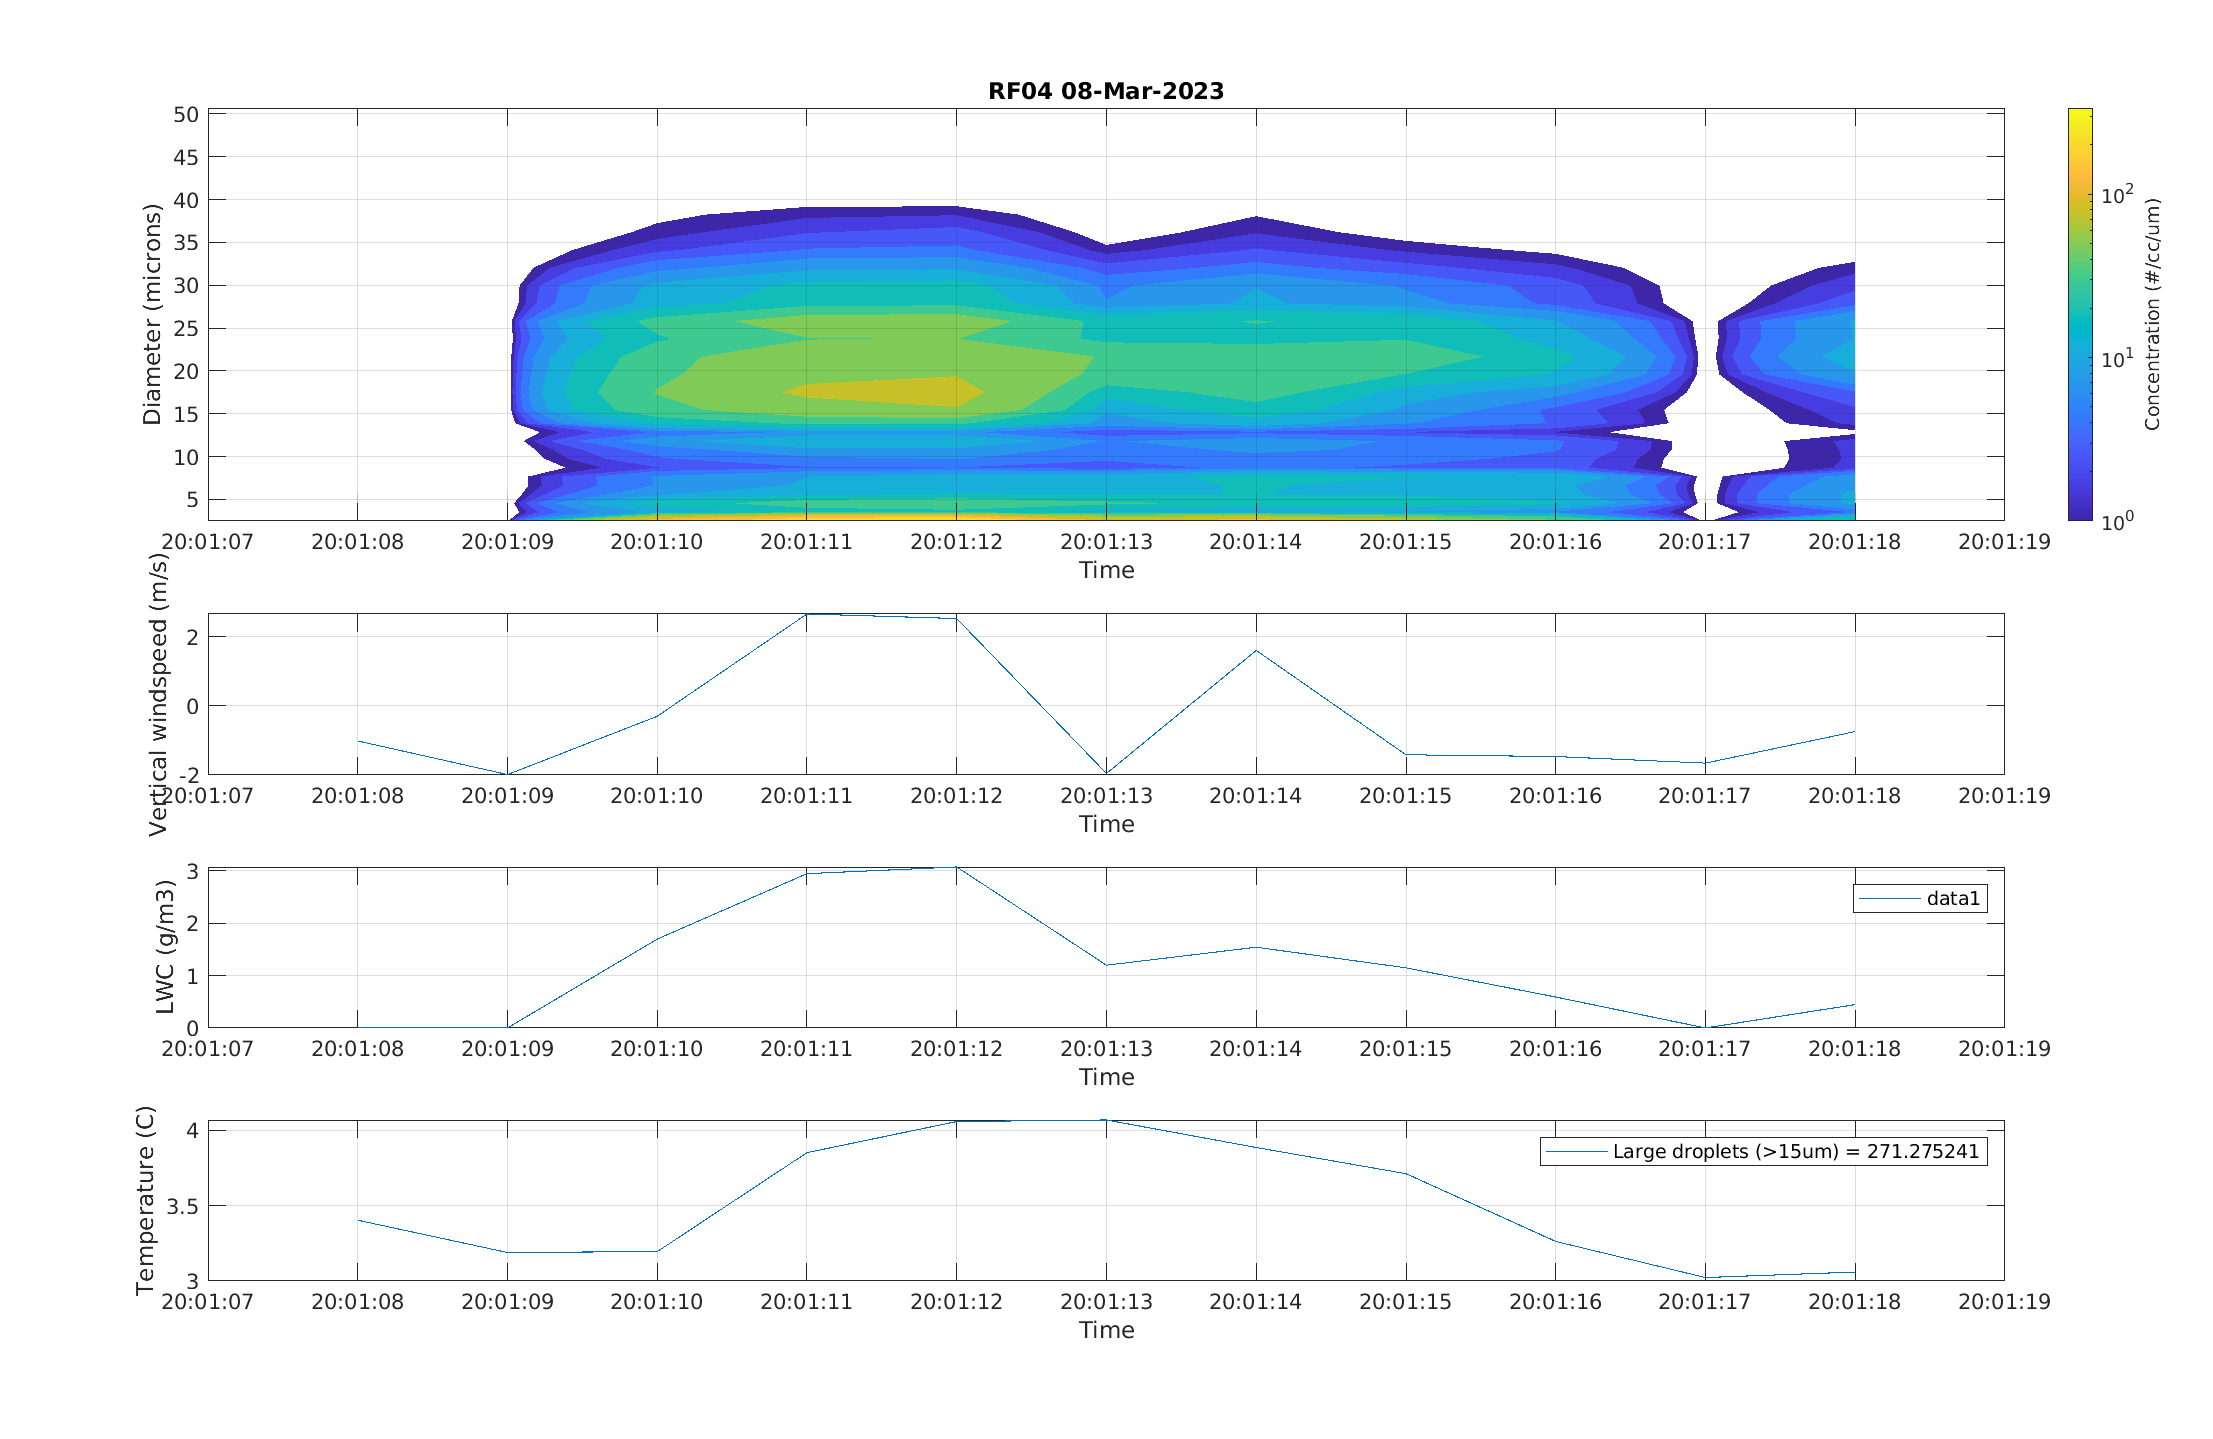 RF04 08-Mar-2023
Diameter (microns)
50
45
40
35
30
25
20
15
10
5
20:01:07 20:01:08 20:01:09 20:01:10 20:01:11 20:01:12 20:01:13 20:01:14 20:01:15 20:01:16 20:01:17 20:01:18 20:01:19
Time
10^2
10^1
10^0
Concentration (#/cc/um)
Vertical windspeed (m/s)
2
0
-2
20:01:07 20:01:08 20:01:09 20:01:10 20:01:11 20:01:12 20:01:13 20:01:14 20:01:15 20:01:16 20:01:17 20:01:18 20:01:19
Time
LWC (g/m3)
3
2
1
0
data1
20:01:07 20:01:08 20:01:09 20:01:10 20:01:11 20:01:12 20:01:13 20:01:14 20:01:15 20:01:16 20:01:17 20:01:18 20:01:19
Time
Temperature (C)
4
3.5
3
Large droplets (>15um) = 271.275241
20:01:07 20:01:08 20:01:09 20:01:10 20:01:11 20:01:12 20:01:13 20:01:14 20:01:15 20:01:16 20:01:17 20:01:18 20:01:19
Time